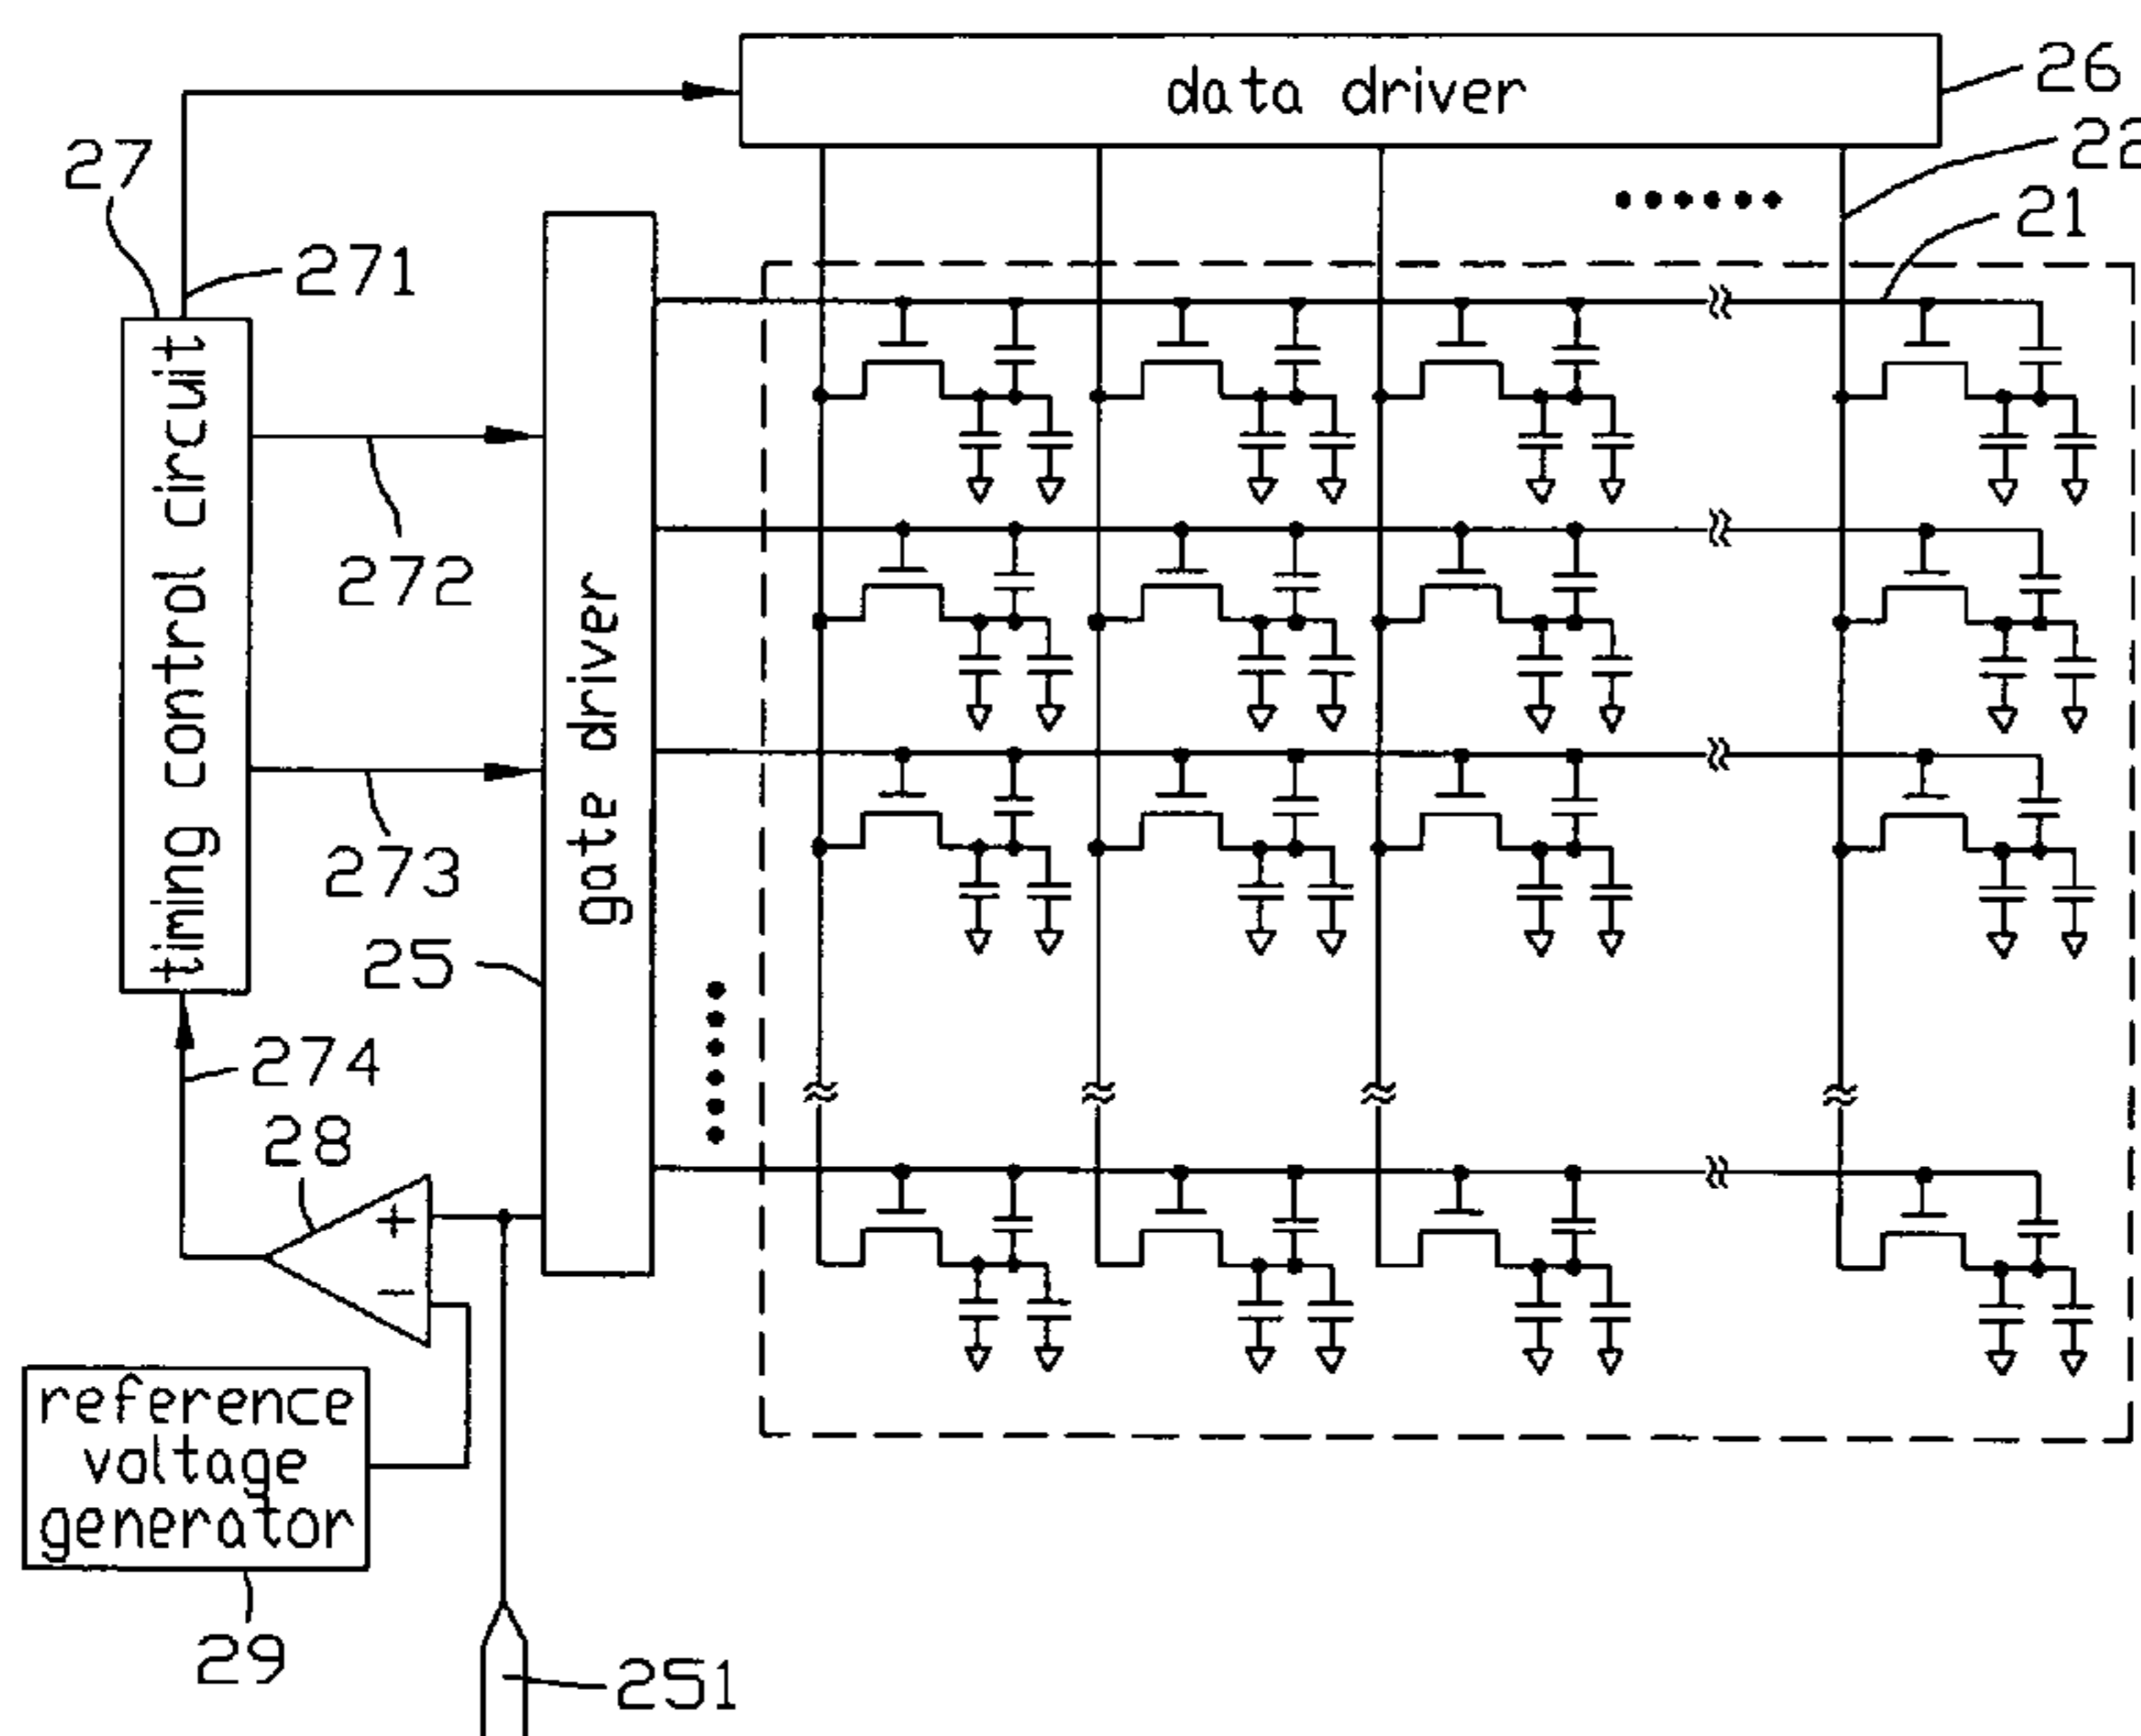 data driver
26
22
21
27
271
timing control circuit
272
273
gate driver
25
274
28
+
−
reference
voltage
generator
29
251